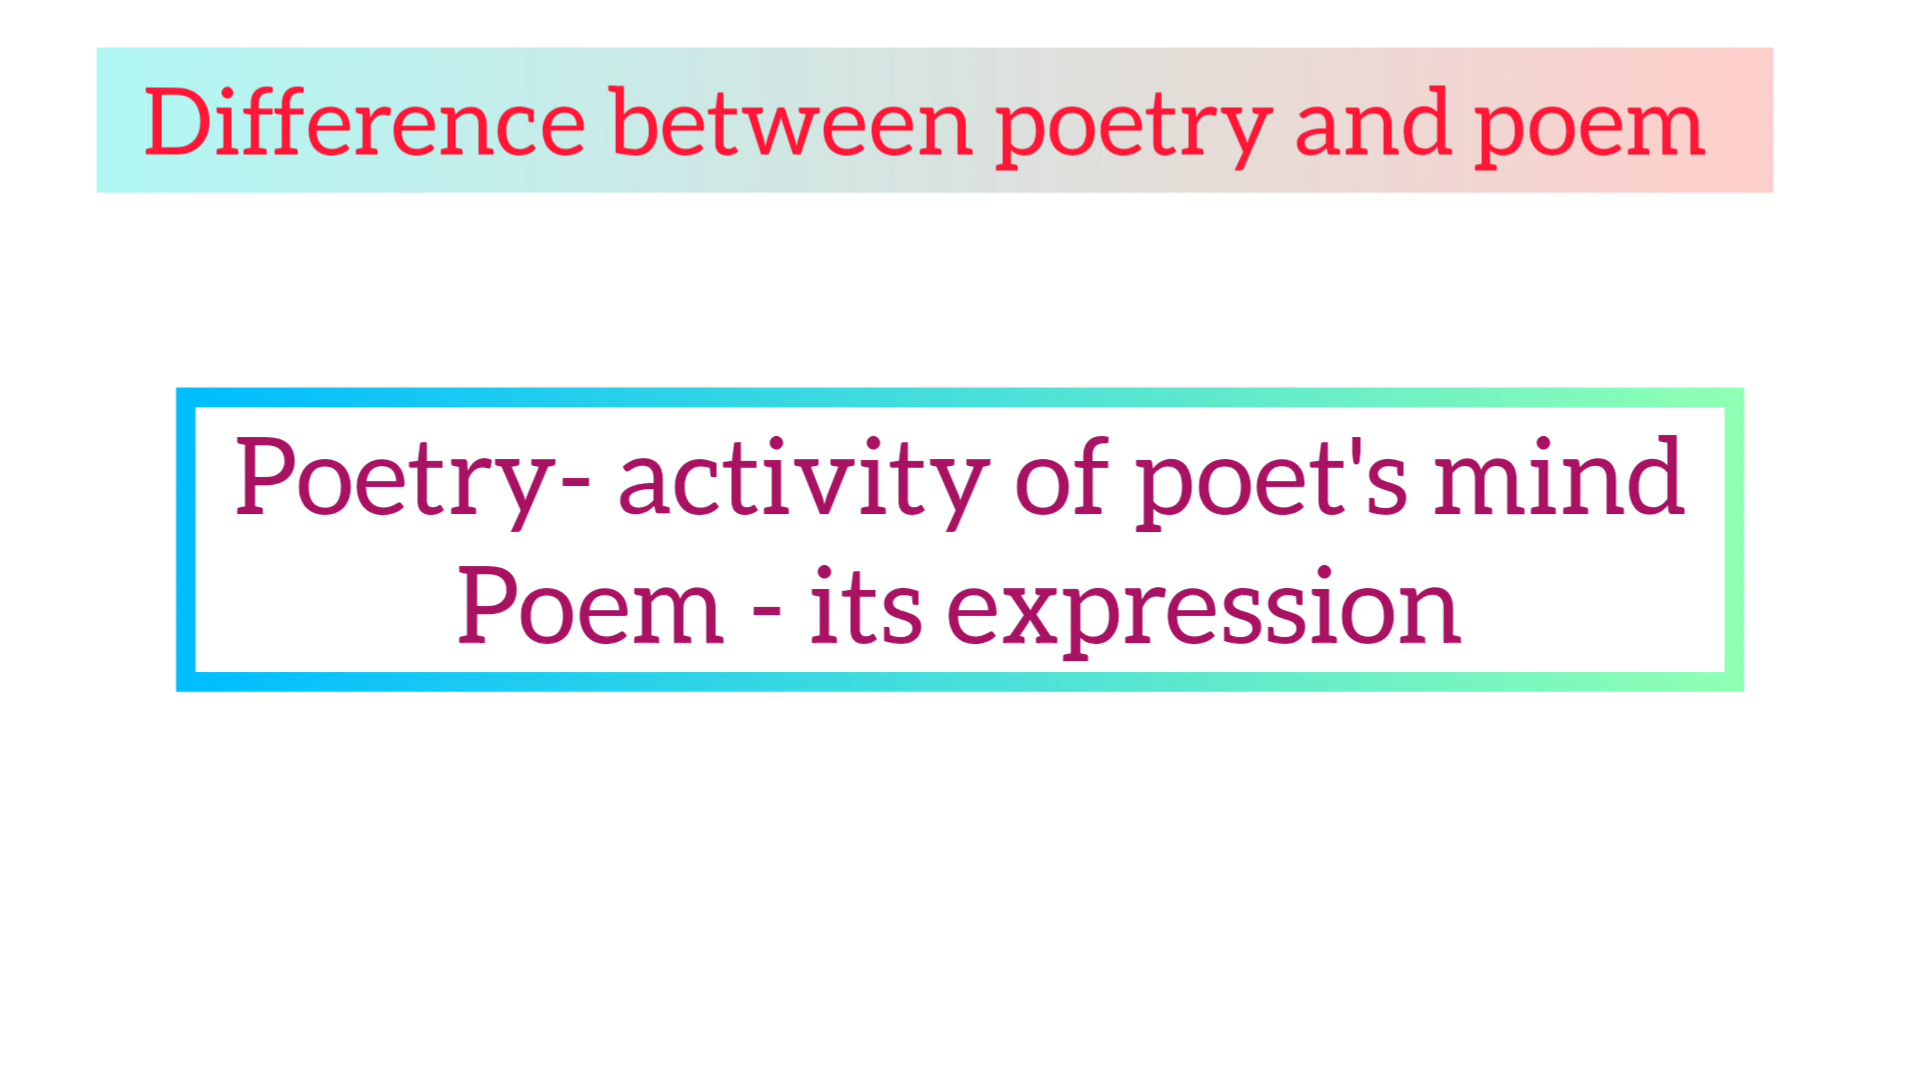 Difference between poetry and poem
Poetry- activity of poet's mind
Poem - its expression